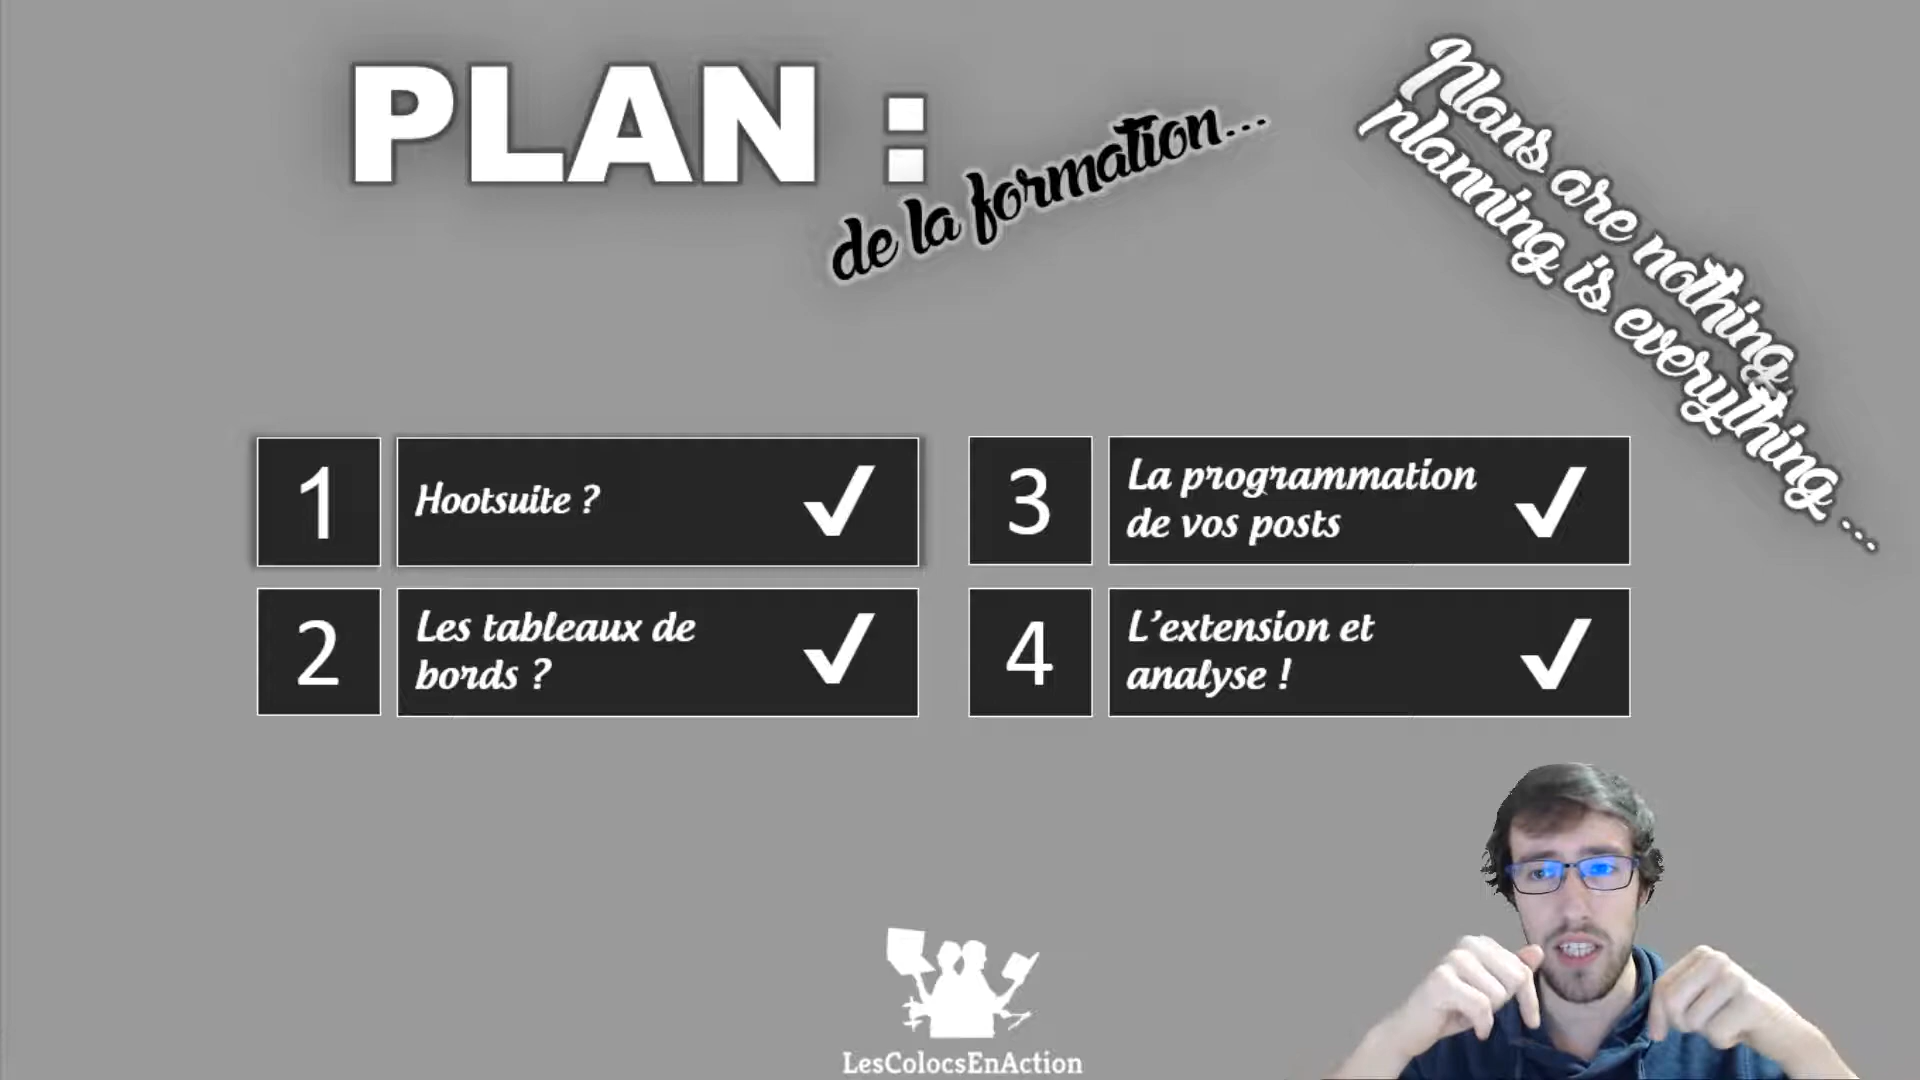 PLAN :
de la formation...
Plans are nothing,
planning is everything ...
1
Hootsuite ?
2
Les tableaux de
bords ?
3
La programmation
de vos posts
4
L'extension et
analyse !
LesColocsEnAction